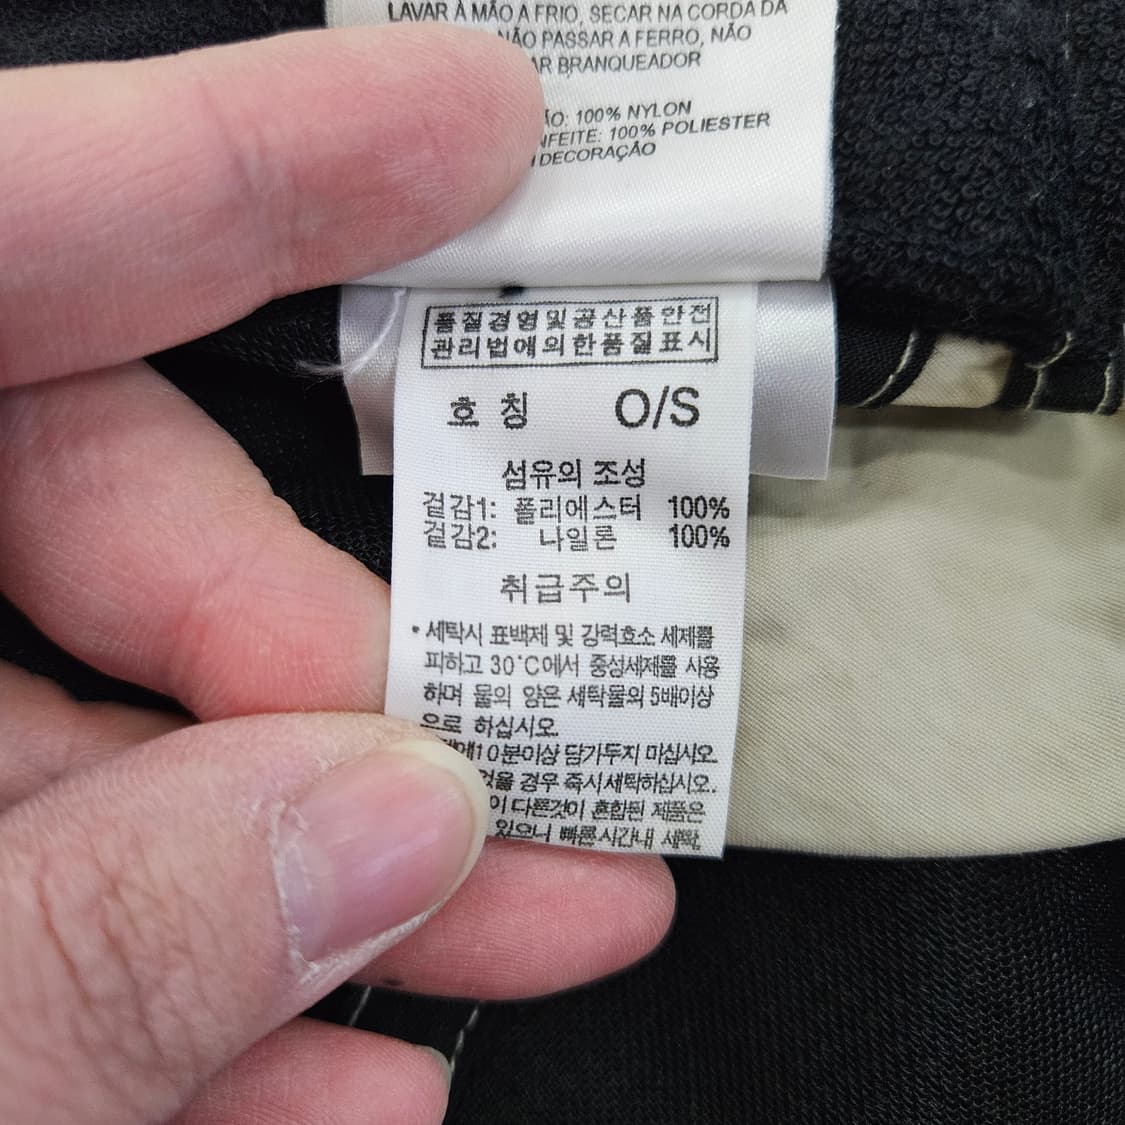 LAVAR À MÃO A FRIO, SECAR NA CORDA DA
NÃO PASSAR A FERRO, NÃO
BRANQUEADOR
100% NYLON
100% POLIESTER
DECORAÇÃO
품질경영및공산품안전
관리법에의한품질표시
호칭 O/S
섬유의 조성
겉감1: 폴리에스터 100%
겉감2: 나일론 100%
취급주의
• 세탁시 표백제 및 강력효소 세제를
피하고 30°C에서 중성세제를 사용
하며 물의 양은 세탁물의 5배이상
으로 하십시오.
10분이상 담가두지 마십시오.
경우 즉시세탁하십시오.
다른것이 혼합된 제품은
있으니 빠른시간내 세탁